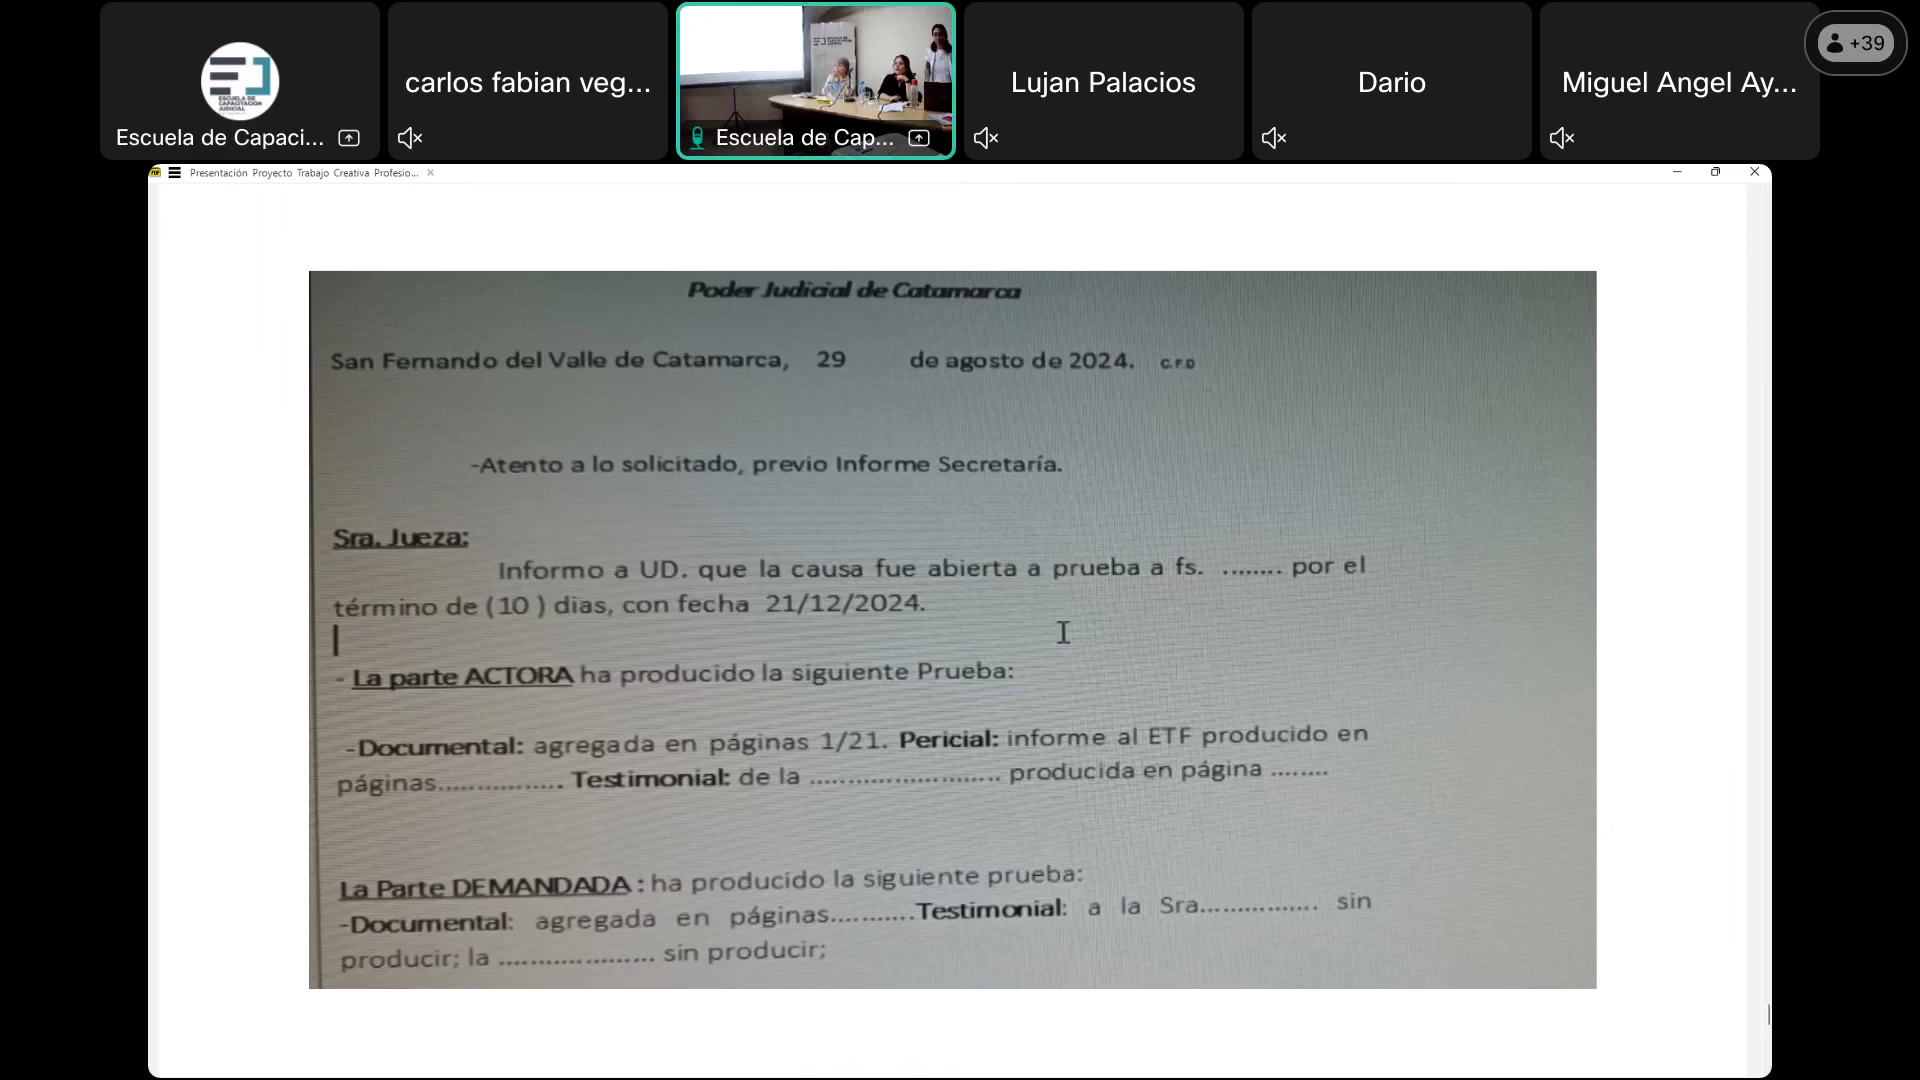 ESCUELA DE
CAPACITACION
JUDICIAL
Escuela de Capaci...
carlos fabian veg...
Escuela de Cap...
Lujan Palacios
Dario
Miguel Angel Ay...
+39
PDF
Presentación Proyecto Trabajo Creativa Profesio...
Poder Judicial de Catamarca
San Fernando del Valle de Catamarca, 29 de agosto de 2024. C.F.O
-Atento a lo solicitado, previo Informe Secretaría.
Sra. Jueza:
Informo a UD. que la causa fue abierta a prueba a fs. ........ por el
término de ( 10 ) dias, con fecha 21/12/2024.
- La parte ACTORA ha producido la siguiente Prueba:
-Documental: agregada en páginas 1/21. Pericial: informe al ETF producido en
páginas................ Testimonial: de la ........................ producida en página ........
La Parte DEMANDADA : ha producido la siguiente prueba:
-Documental: agregada en páginas...........Testimonial: a la Sra............... sin
producir; la .................... sin producir;